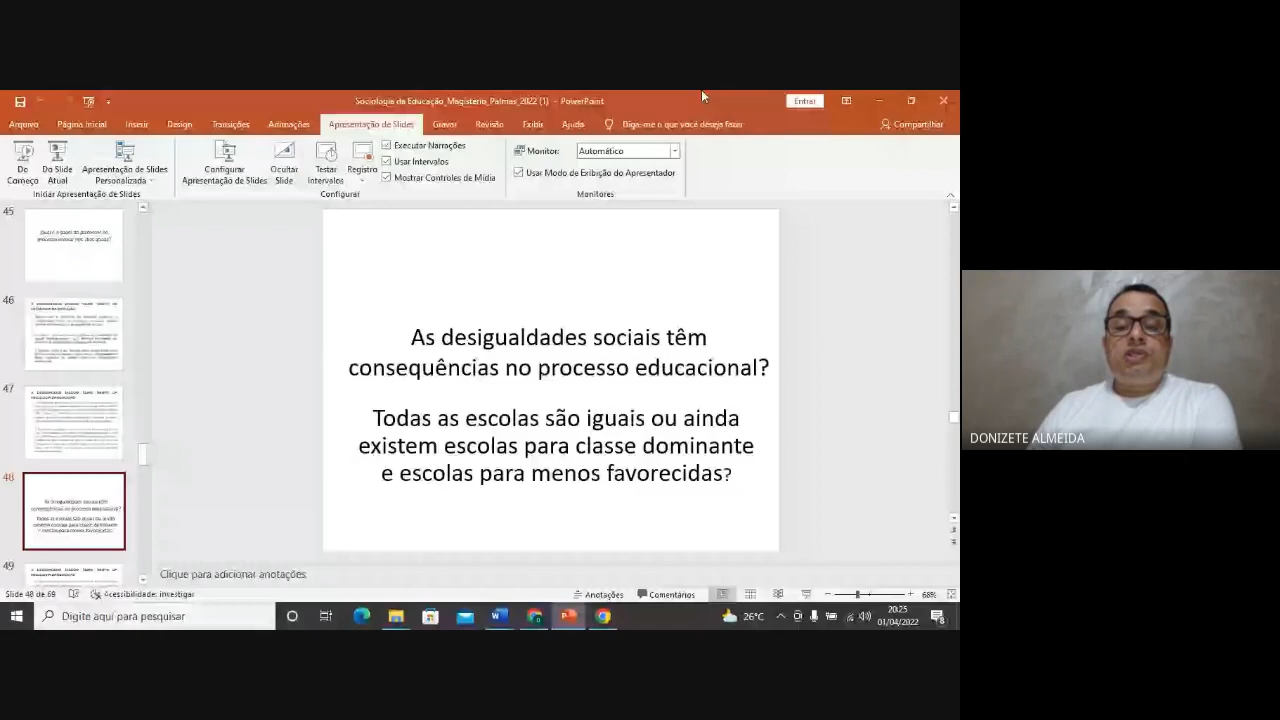 Sociologia da Educação_Magistério_Palmas_2022 (1) - PowerPoint
Entrar
Arquivo Página Inicial Inserir Design Transições Animações Apresentação de Slides Gravar Revisão Exibir Ajuda Diga-me o que você deseja fazer Compartilhar
Do Começo
Do Slide Atual
Apresentação de Slides Personalizada
Iniciar Apresentação de Slides
Configurar Apresentação de Slides
Ocultar Slide
Testar Intervalos
Registro
Executar Narrações
Usar Intervalos
Mostrar Controles de Mídia
Configurar
Monitor: Automático
Usar Modo de Exibição do Apresentador
Monitores
45
46
47
48
49
As desigualdades sociais têm
consequências no processo educacional?
Todas as escolas são iguais ou ainda
existem escolas para classe dominante
e escolas para menos favorecidas?
DONIZETE ALMEIDA
Clique para adicionar anotações
Slide 48 de 69 Acessibilidade: investigar
Anotações Comentários 68%
Digite aqui para pesquisar
26°C
20:25
01/04/2022
8